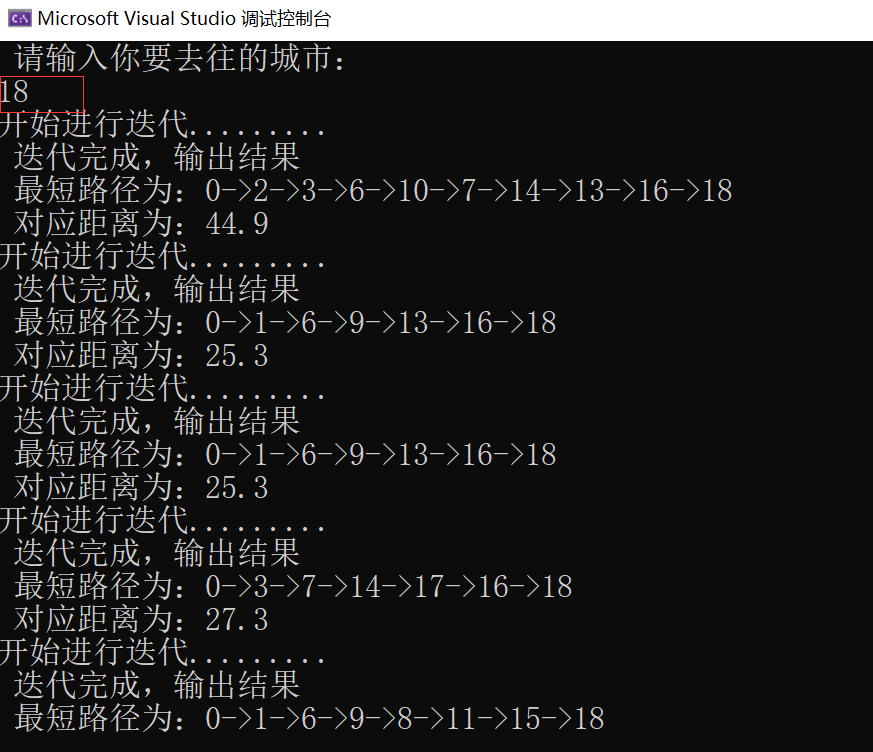 Microsoft Visual Studio 调试控制台
请输入你要去往的城市：
18
开始进行迭代.........
迭代完成，输出结果
最短路径为：0->2->3->6->10->7->14->13->16->18
对应距离为：44.9
开始进行迭代.........
迭代完成，输出结果
最短路径为：0->1->6->9->13->16->18
对应距离为：25.3
开始进行迭代.........
迭代完成，输出结果
最短路径为：0->1->6->9->13->16->18
对应距离为：25.3
开始进行迭代.........
迭代完成，输出结果
最短路径为：0->3->7->14->17->16->18
对应距离为：27.3
开始进行迭代.........
迭代完成，输出结果
最短路径为：0->1->6->9->8->11->15->18